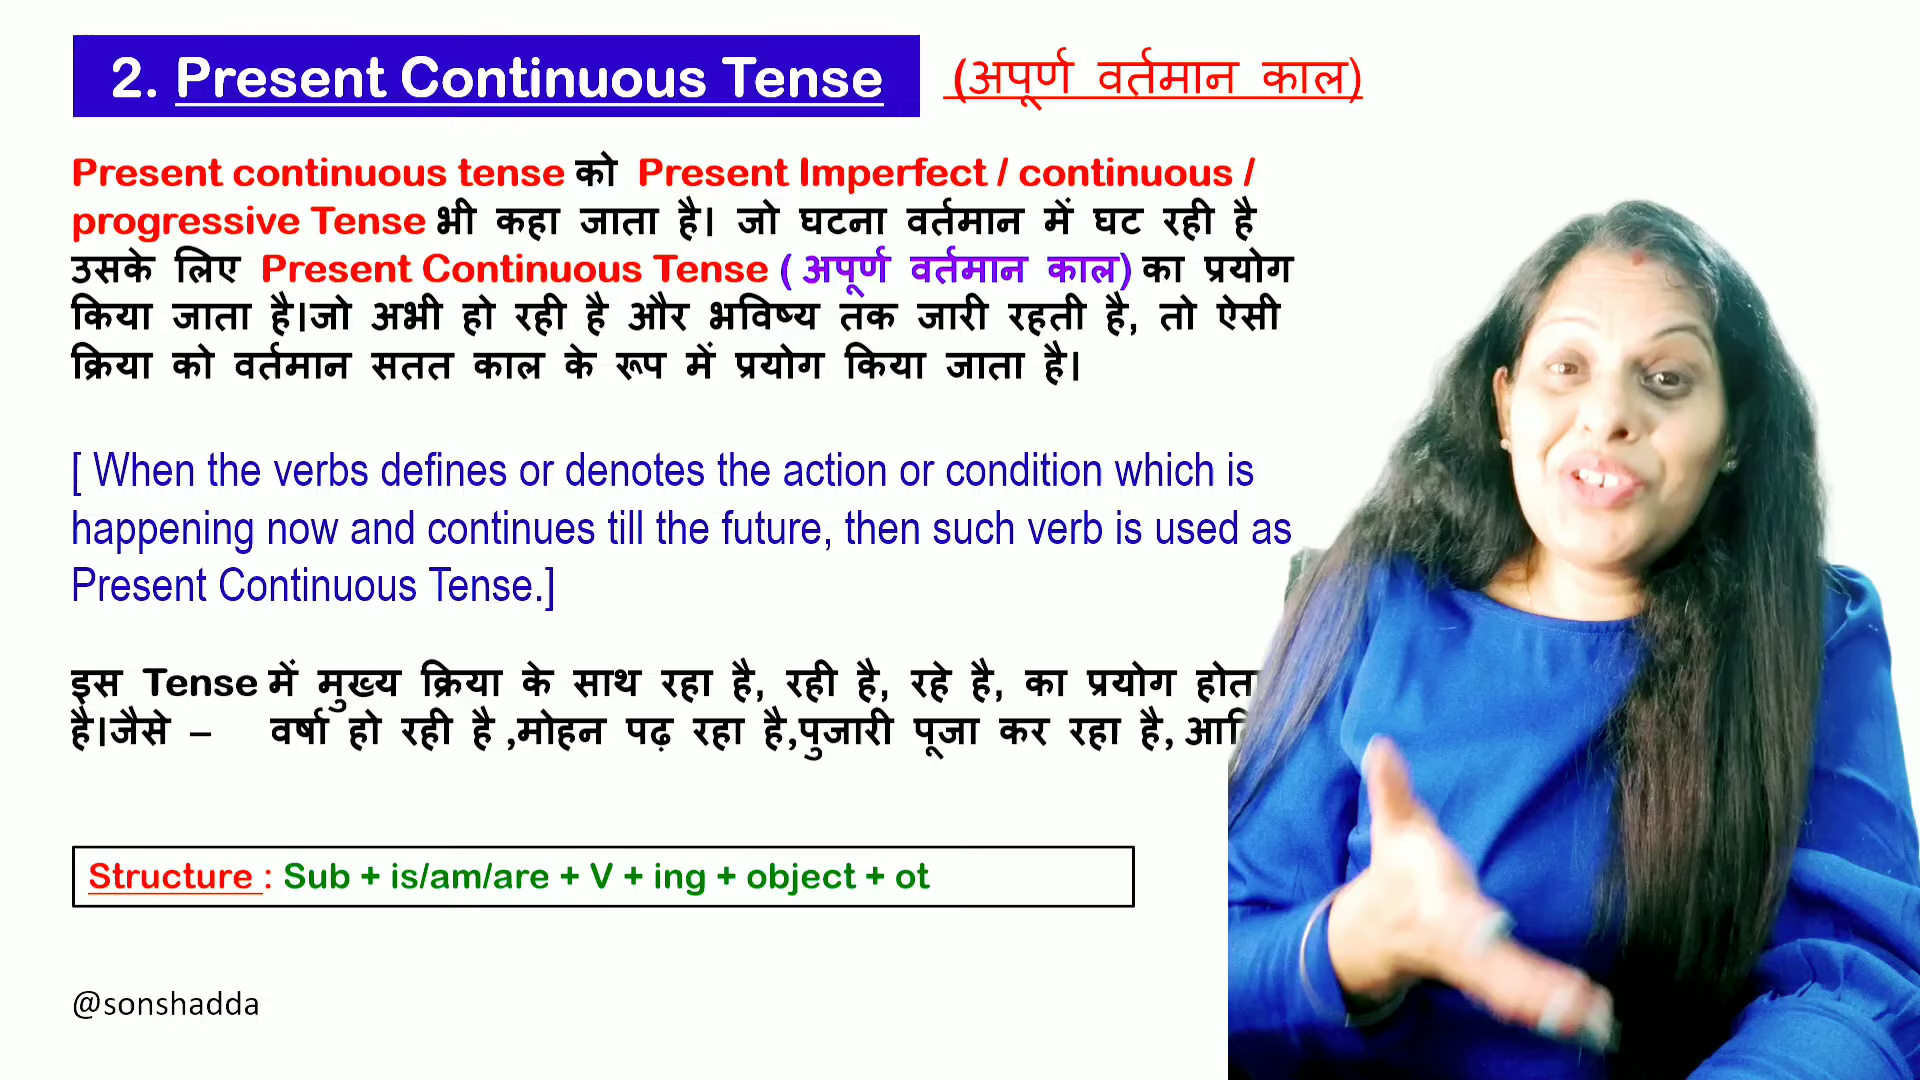 2. Present Continuous Tense (अपूर्ण वर्तमान काल)
Present continuous tense को Present Imperfect / continuous /
progressive Tense भी कहा जाता है। जो घटना वर्तमान में घट रही है
उसके लिए Present Continuous Tense ( अपूर्ण वर्तमान काल) का प्रयोग
किया जाता है।जो अभी हो रही है और भविष्य तक जारी रहती है, तो ऐसी
क्रिया को वर्तमान सतत काल के रूप में प्रयोग किया जाता है।
[ When the verbs defines or denotes the action or condition which is
happening now and continues till the future, then such verb is used as
Present Continuous Tense.]
इस Tense में मुख्य क्रिया के साथ रहा है, रही है, रहे है, का प्रयोग
है।जैसे – वर्षा हो रही है ,मोहन पढ़ रहा है,पुजारी पूजा कर रहा है,
Structure : Sub + is/am/are + V + ing + object + ot
@sonshadda